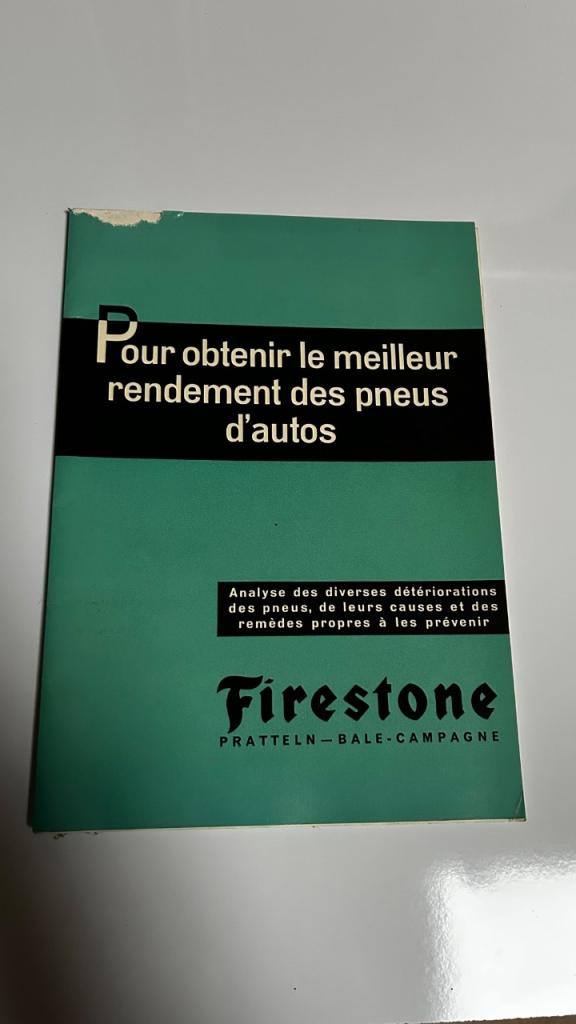 Pour obtenir le meilleur
rendement des pneus
d'autos
Analyse des diverses détériorations
des pneus, de leurs causes et des
remèdes propres à les prévenir
Firestone
PRATTELN—BALE-CAMPAGNE